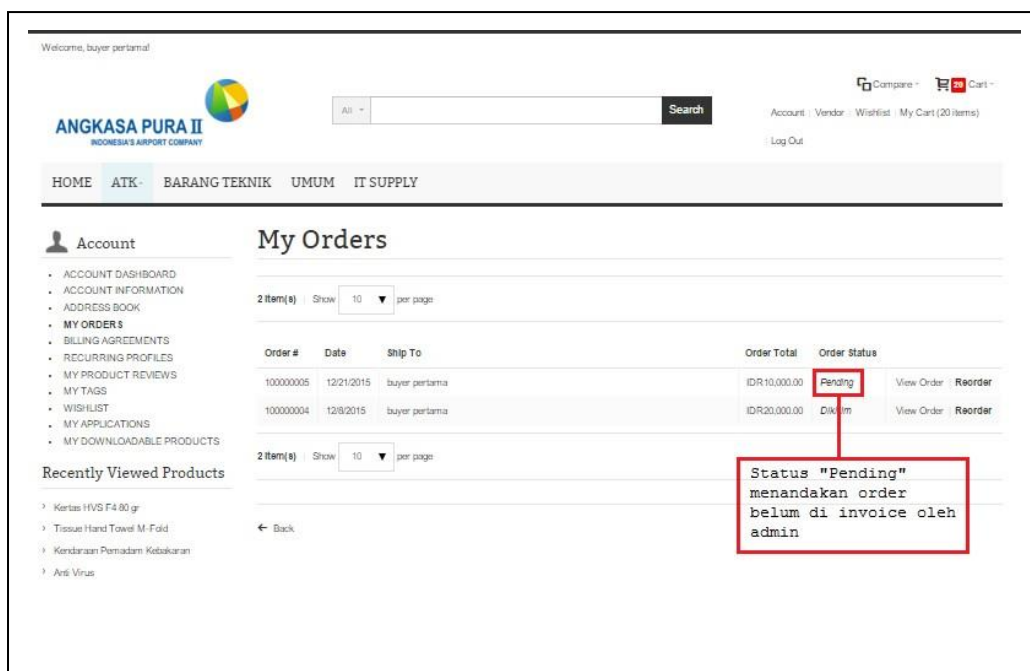 Welcome, buyer pertama!
Compare
20 Cart
ANGKASA PURA II
INDONESIA'S AIRPORT COMPANY
All
Search
Account | Vendor | Wishlist | My Cart (20 items)
Log Out
HOME ATK BARANG TEKNIK UMUM IT SUPPLY
Account
ACCOUNT DASHBOARD
ACCOUNT INFORMATION
ADDRESS BOOK
MY ORDERS
BILLING AGREEMENTS
RECURRING PROFILES
MY PRODUCT REVIEWS
MY TAGS
WISHLIST
MY APPLICATIONS
MY DOWNLOADABLE PRODUCTS
Recently Viewed Products
Kertas HVS F4 80 gr
Tissue Hand Towel M-Fold
Kendaraan Pemadam Kebakaran
Anti Virus
My Orders
2 Item(s) | Show 10 per page
Order # Date Ship To Order Total Order Status
100000005 12/21/2015 buyer pertama IDR10,000.00 Pending View Order | Reorder
100000004 12/8/2015 buyer pertama IDR20,000.00 View Order | Reorder
2 Item(s) | Show 10 per page
← Back
Status "Pending"
menandakan order
belum di invoice oleh
admin